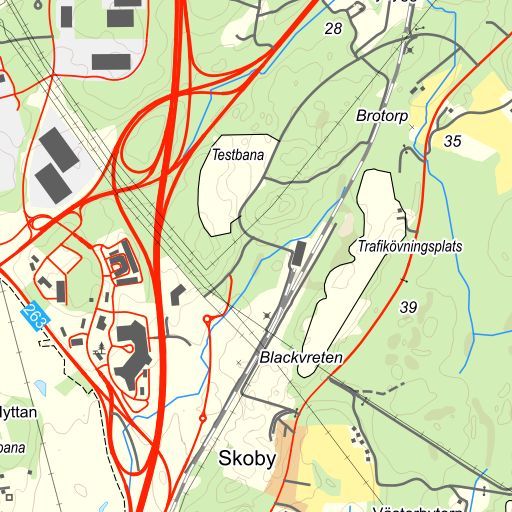 28
Brotorp
35
Testbana
Trafikövningsplats
39
263
Blackvreten
Skoby